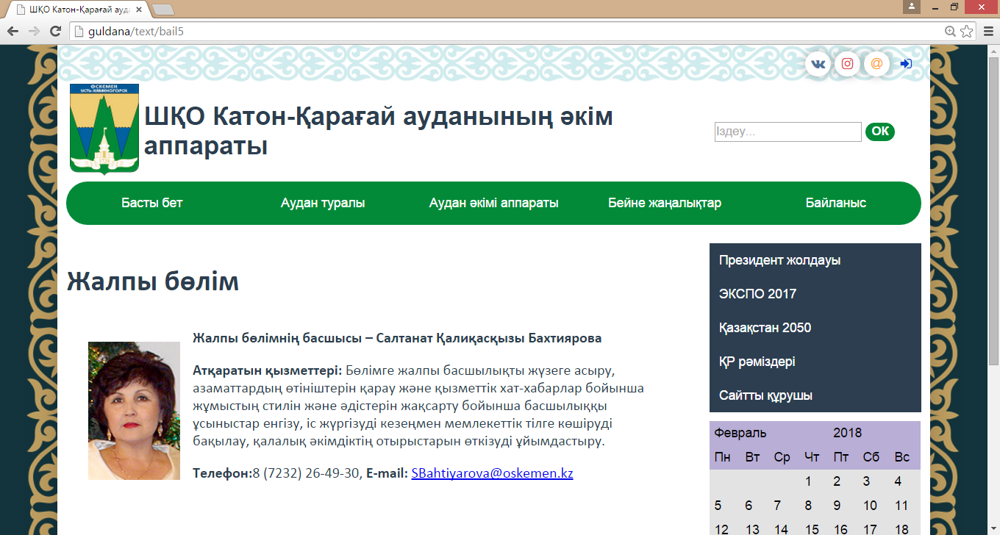 ШҚО Катон-Қарағай ауда
guldana/text/bail5
ӨСКЕМЕН
УСТЬ-КАМЕНОГОРСК
ШҚО Катон-Қарағай ауданының әкім
аппараты
Іздеу...
OK
Басты бет
Аудан туралы
Аудан әкімі аппараты
Бейне жаңалықтар
Байланыс
Жалпы бөлім
Жалпы бөлімнің басшысы – Салтанат Қалиқасқызы Бахтиярова
Атқаратын қызметтері: Бөлімге жалпы басшылықты жүзеге асыру,
азаматтардың өтініштерін қарау және қызметтік хат-хабарлар бойынша
жұмыстың стилін және әдістерін жақсарту бойынша басшылыққы
ұсыныстар енгізу, іс жүргізуді кезеңмен мемлекеттік тілге көшіруді
бақылау, қалалық әкімдіктің отырыстарын өткізуді ұйымдастыру.
Телефон:8 (7232) 26-49-30, E-mail: SBahtiyarova@oskemen.kz
Президент жолдауы
ЭКСПО 2017
Қазақстан 2050
ҚР рәміздері
Сайтты құрушы
Февраль 2018
Пн Вт Ср Чт Пт Сб Вс
1 2 3 4
5 6 7 8 9 10 11
12 13 14 15 16 17 18